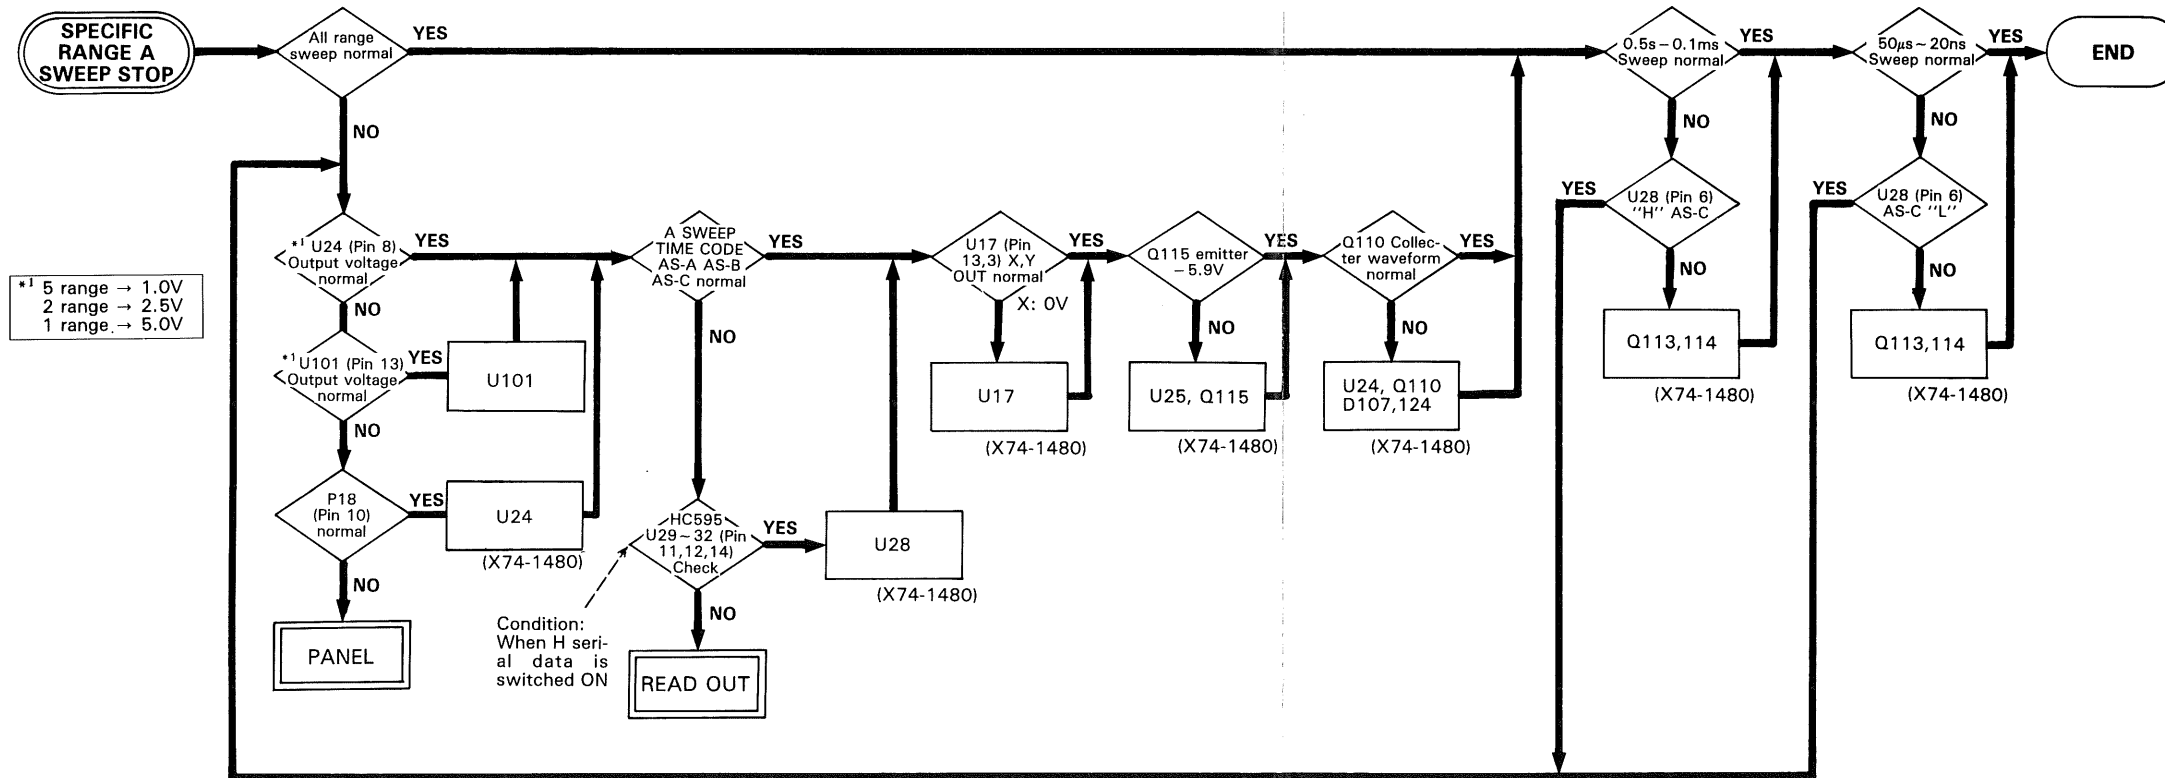 SPECIFIC
RANGE A
SWEEP STOP
All range
sweep normal
YES
NO
*1 U24 (Pin 8)
Output voltage
normal
YES
NO
*1 5 range → 1.0V
2 range → 2.5V
1 range → 5.0V
*1 U101 (Pin 13)
Output voltage
normal
YES
U101
NO
P18
(Pin 10)
normal
YES
U24
(X74-1480)
NO
PANEL
A SWEEP
TIME CODE
AS-A AS-B
AS-C normal
YES
NO
HC595
U29~32 (Pin
11,12,14)
Check
YES
U28
(X74-1480)
NO
READ OUT
Condition:
When H seri-
al data is
switched ON
U17 (Pin
13,3) X,Y
OUT normal
YES
X: 0V
NO
U17
(X74-1480)
Q115 emitter
−5.9V
YES
NO
U25, Q115
(X74-1480)
Q110 Collec-
ter waveform
normal
YES
NO
U24, Q110
D107,124
(X74-1480)
0.5s−0.1ms
Sweep normal
YES
NO
U28 (Pin 6)
"H" AS-C
YES
NO
Q113,114
(X74-1480)
50μs~20ns
Sweep normal
YES
NO
U28 (Pin 6)
AS-C "L"
YES
NO
Q113,114
(X74-1480)
END